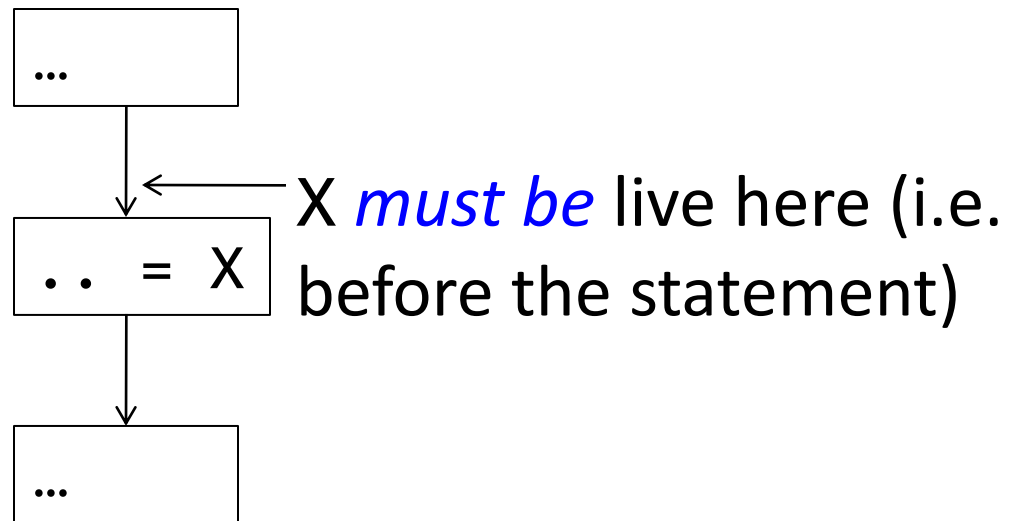 ...
X must be live here (i.e.
.. = X
before the statement)
...